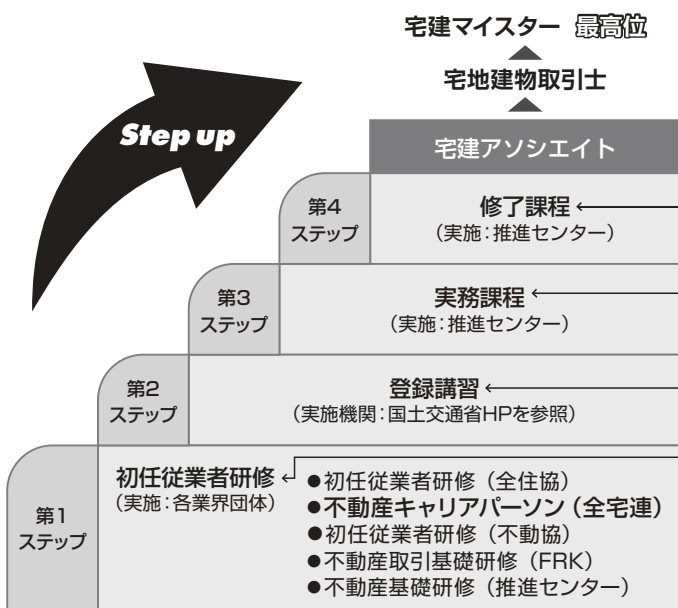 宅建マイスター 最高位
宅地建物取引士
Step up
宅建アソシエイト
第4
ステップ
修了課程
(実施:推進センター)
第3
ステップ
実務課程
(実施:推進センター)
第2
ステップ
登録講習
(実施機関:国土交通省HPを参照)
第1
ステップ
初任従業者研修
(実施:各業界団体)
●初任従業者研修(全住協)
●不動産キャリアパーソン(全宅連)
●初任従業者研修(不動協)
●不動産取引基礎研修(FRK)
●不動産基礎研修(推進センター)